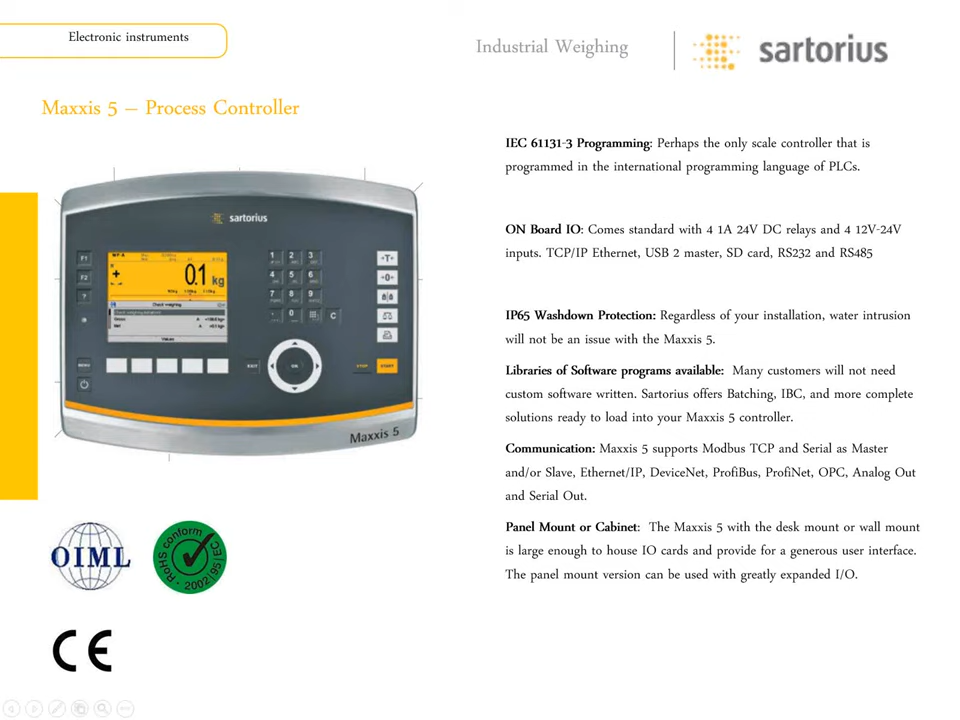 Electronic instruments
Industrial Weighing
sartorius
Maxxis 5 – Process Controller
sartorius
F1
F2
?
0.1 kg
Check weighing
1 2 3
4 5 6
7 8 9
. 0 C
T
0
MENU
EXIT
OK
STOP
START
Maxxis 5
OIML
RoHS conform
2002/95/EC
CE
IEC 61131-3 Programming: Perhaps the only scale controller that is
programmed in the international programming language of PLCs.
ON Board IO: Comes standard with 4 1A 24V DC relays and 4 12V-24V
inputs. TCP/IP Ethernet, USB 2 master, SD card, RS232 and RS485
IP65 Washdown Protection: Regardless of your installation, water intrusion
will not be an issue with the Maxxis 5.
Libraries of Software programs available: Many customers will not need
custom software written. Sartorius offers Batching, IBC, and more complete
solutions ready to load into your Maxxis 5 controller.
Communication: Maxxis 5 supports Modbus TCP and Serial as Master
and/or Slave, Ethernet/IP, DeviceNet, ProfiBus, ProfiNet, OPC, Analog Out
and Serial Out.
Panel Mount or Cabinet: The Maxxis 5 with the desk mount or wall mount
is large enough to house IO cards and provide for a generous user interface.
The panel mount version can be used with greatly expanded I/O.